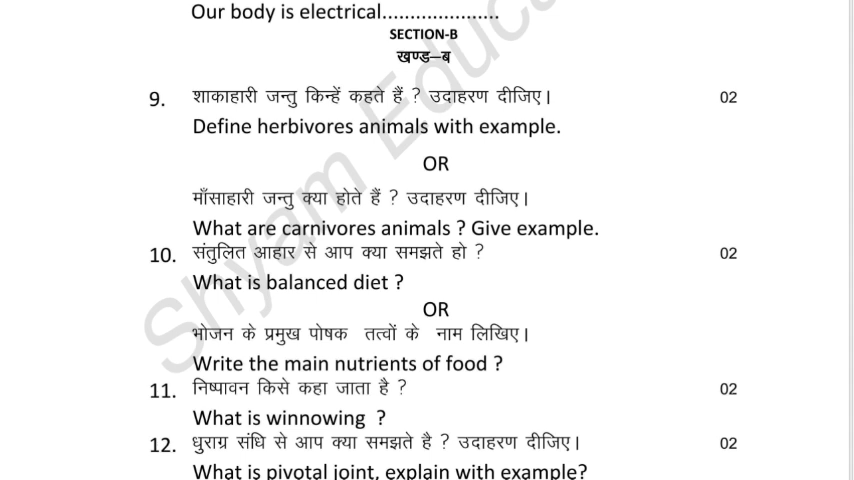 Our body is electrical.....................
SECTION-B
खण्ड–ब
9. शाकाहारी जन्तु किन्हें कहते हैं ? उदाहरण दीजिए। 02
Define herbivores animals with example.
OR
माँसाहारी जन्तु क्या होते हैं ? उदाहरण दीजिए।
What are carnivores animals ? Give example.
10. संतुलित आहार से आप क्या समझते हो ? 02
What is balanced diet ?
OR
भोजन के प्रमुख पोषक तत्वों के नाम लिखिए।
Write the main nutrients of food ?
11. निष्पावन किसे कहा जाता है ? 02
What is winnowing ?
12. धुराग्र संधि से आप क्या समझते है ? उदाहरण दीजिए। 02
What is pivotal joint, explain with example?
Shyam Educa